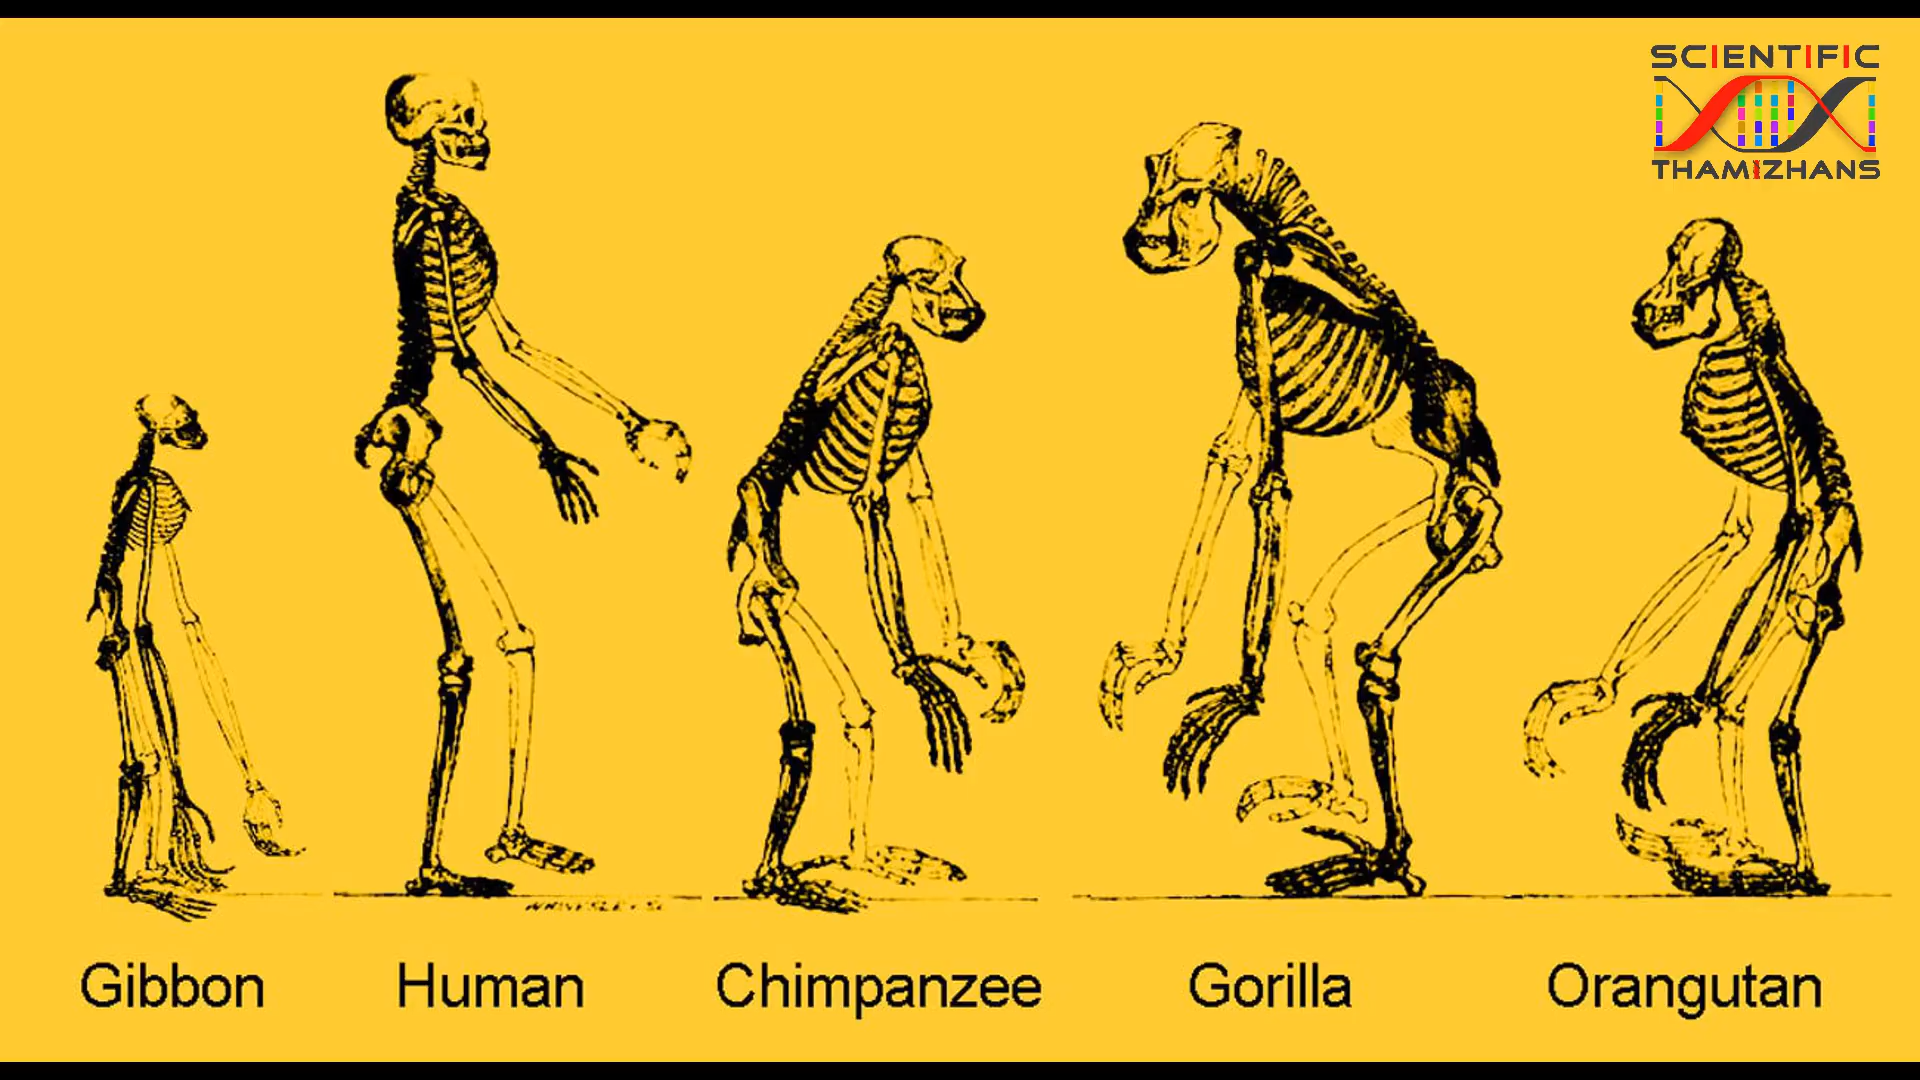 SCIENTIFIC
THAMIZHANS
Gibbon
Human
Chimpanzee
Gorilla
Orangutan